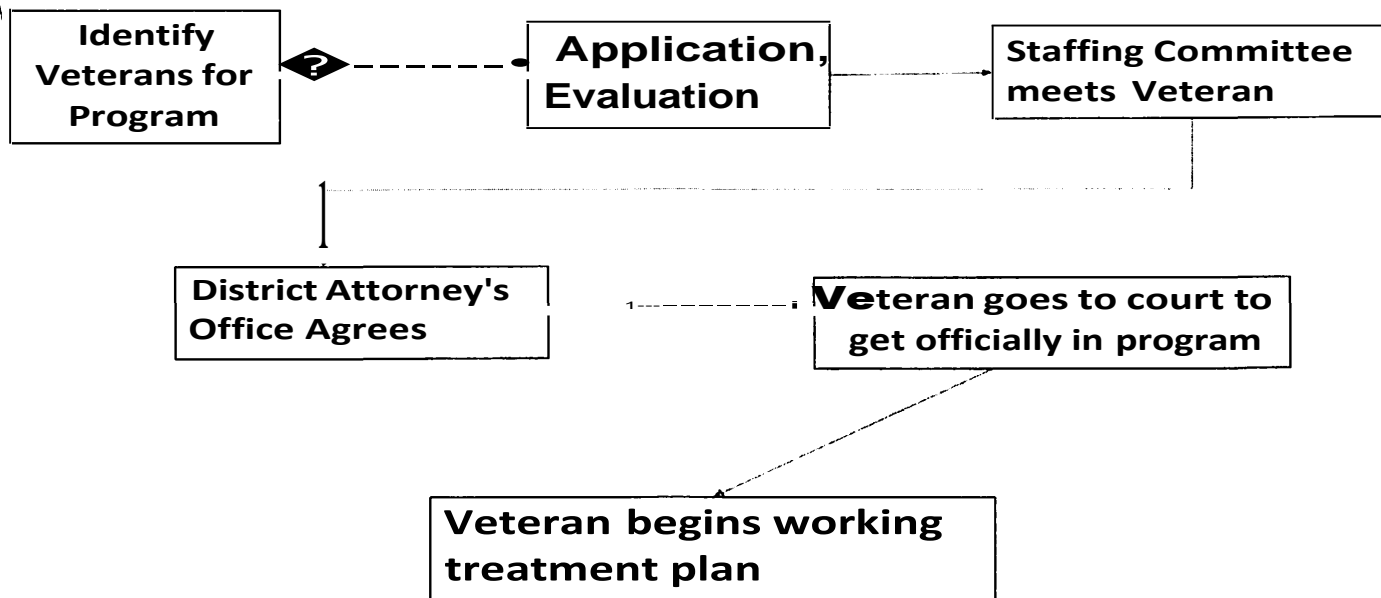 Identify
Veterans for
Program
?
Application,
Evaluation
Staffing Committee
meets Veteran
District Attorney's
Office Agrees
Veteran goes to court to
get officially in program
Veteran begins working
treatment plan